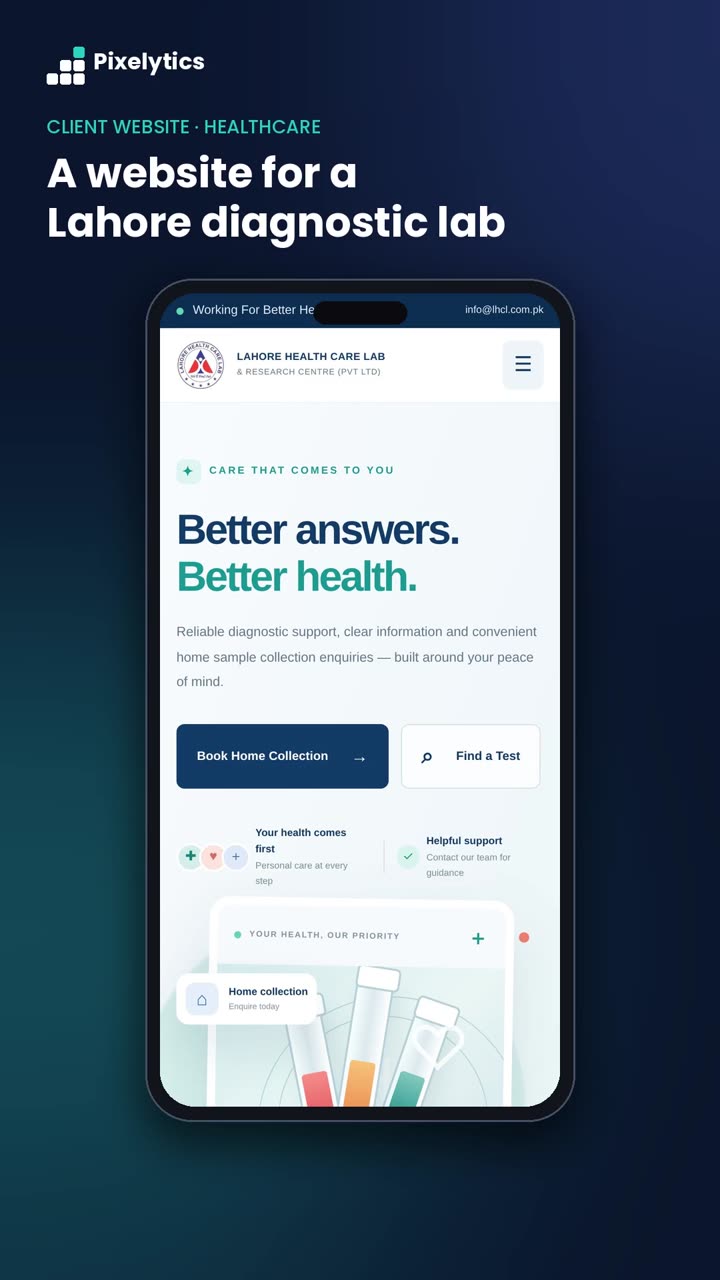 Pixelytics
CLIENT WEBSITE · HEALTHCARE
A website for a
Lahore diagnostic lab
Working For Better He
info@lhcl.com.pk
LAHORE HEALTH CARE LAB
LAHORE HEALTH CARE LAB
& RESEARCH CENTRE (PVT LTD)
CARE THAT COMES TO YOU
Better answers.
Better health.
Reliable diagnostic support, clear information and convenient
home sample collection enquiries — built around your peace
of mind.
Book Home Collection →
Find a Test
Your health comes
first
Personal care at every
step
Helpful support
Contact our team for
guidance
YOUR HEALTH, OUR PRIORITY
Home collection
Enquire today